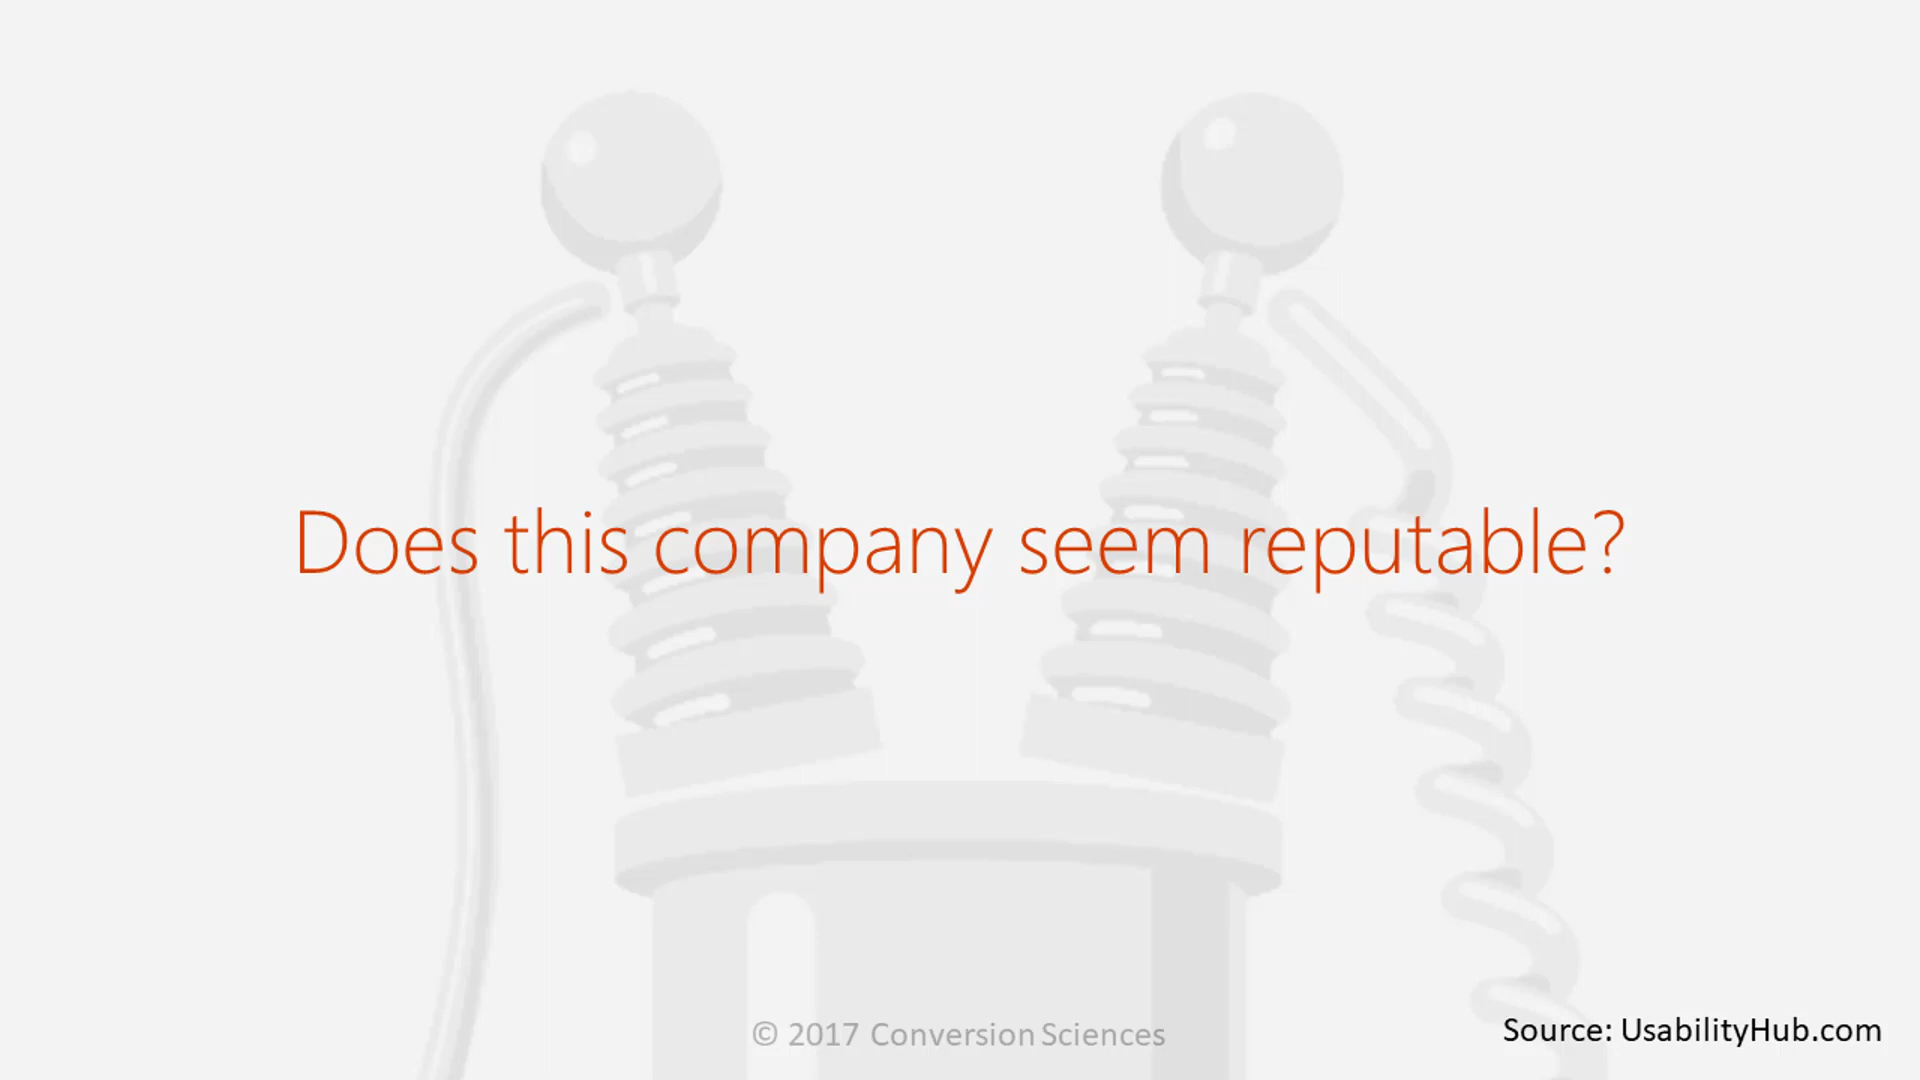 Does this company seem reputable?
© 2017 Conversion Sciences
Source: UsabilityHub.com